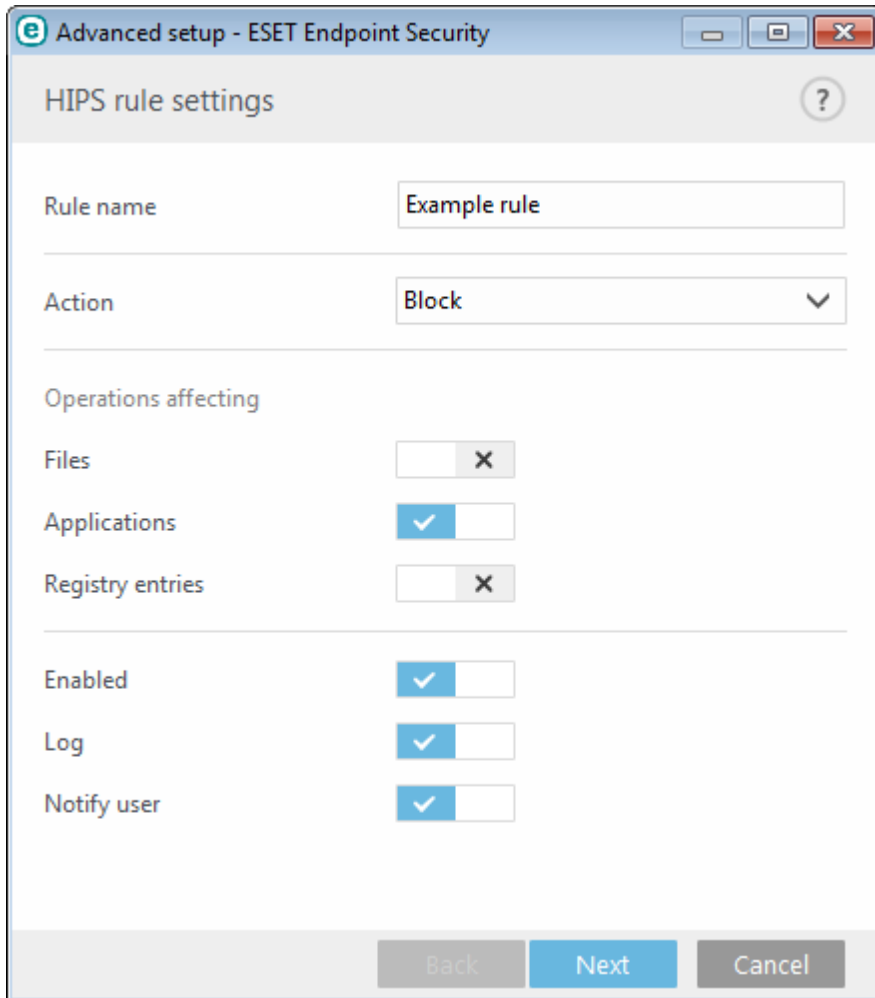 e Advanced setup - ESET Endpoint Security
HIPS rule settings ?
Rule name Example rule
Action Block
Operations affecting
Files
Applications
Registry entries
Enabled
Log
Notify user
Back Next Cancel